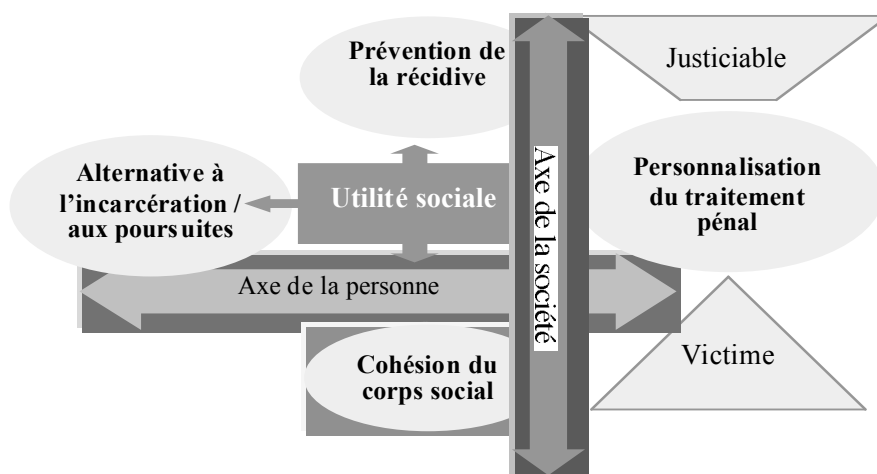 Prévention de
la récidive
Justiciable
Alternative à
l'incarcération /
aux poursuites
Utilité sociale
Axe de la société
Personnalisation
du traitement
pénal
Axe de la personne
Cohésion du
corps social
Victime